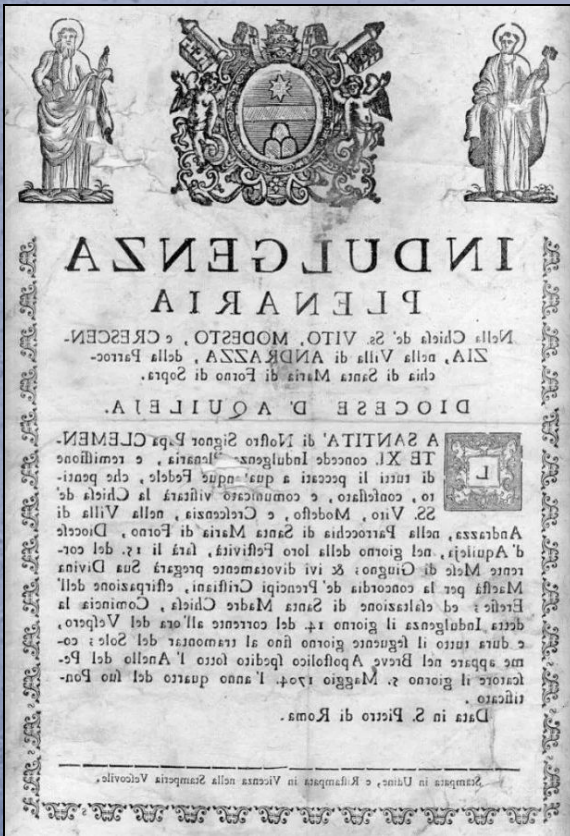 INDULGENZA
PLENARIA
Nella Chieſa de' Ss. VITO, MODESTO, e CRESCEN-
ZIA, nella Villa di ANDRAZZA, della Parroc-
chia di Santa Maria di Forno di Sopra.
DIOCESE D' AQUILEJA.
LA SANTITA' di Noſtro Signor Papa CLEMEN-
TE XI. concede Indulgenza Plenaria, e remiſſione
di tutti li peccati a qualunque Fedele, che penti-
to, confeſſato, e communicato viſitarà la Chieſa de'
SS. Vito, Modeſto, e Creſcenzia, nella Villa di
Andrazza, nella Parrocchia di Santa Maria di Forno, Dioceſe
d'Aquileja, nel giorno della loro Feſtività, ſarà li 15. del cor-
rente Meſe di Giugno; & ivi divotamente pregarà Sua Divina
Maeſtà per la concordia de' Prencipi Criſtiani, eſtirpazione dell'
Ereſie; ed eſaltazione di Santa Madre Chieſa, Comincia la
detta Indulgenza il giorno 14. del corrente all'ora del Veſpero,
e dura tutto il ſeguente giorno fino al tramontar del Sole; co-
me appare nel Breve Apoſtolico ſpedito ſotto l'Anello del Pe-
ſcatore il giorno 5. Maggio 1704. l'anno quarto del ſuo Pon-
tificato.
Data in S. Pietro di Roma.
Stampata in Udine, e Riſtampata in Vicenza nella Stamperia Veſcovile.